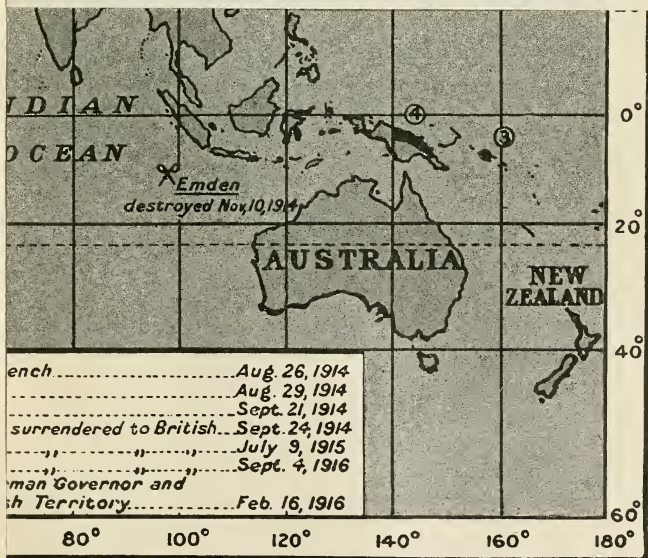 NDIAN
OCEAN
④
③
0°
Emden
destroyed Nov, 10, 1914
20°
AUSTRALIA
NEW
ZEALAND
40°
ench.......................Aug. 26, 1914
.......................Aug. 29, 1914
.......................Sept. 21, 1914
surrendered to British...Sept. 24, 1914
....,,.......,,.....,,.....July 9, 1915
....,,.......,,.....,,.....Sept. 4, 1916
man Governor and
h Territory.............Feb. 16, 1916
60°
80° 100° 120° 140° 160° 180°